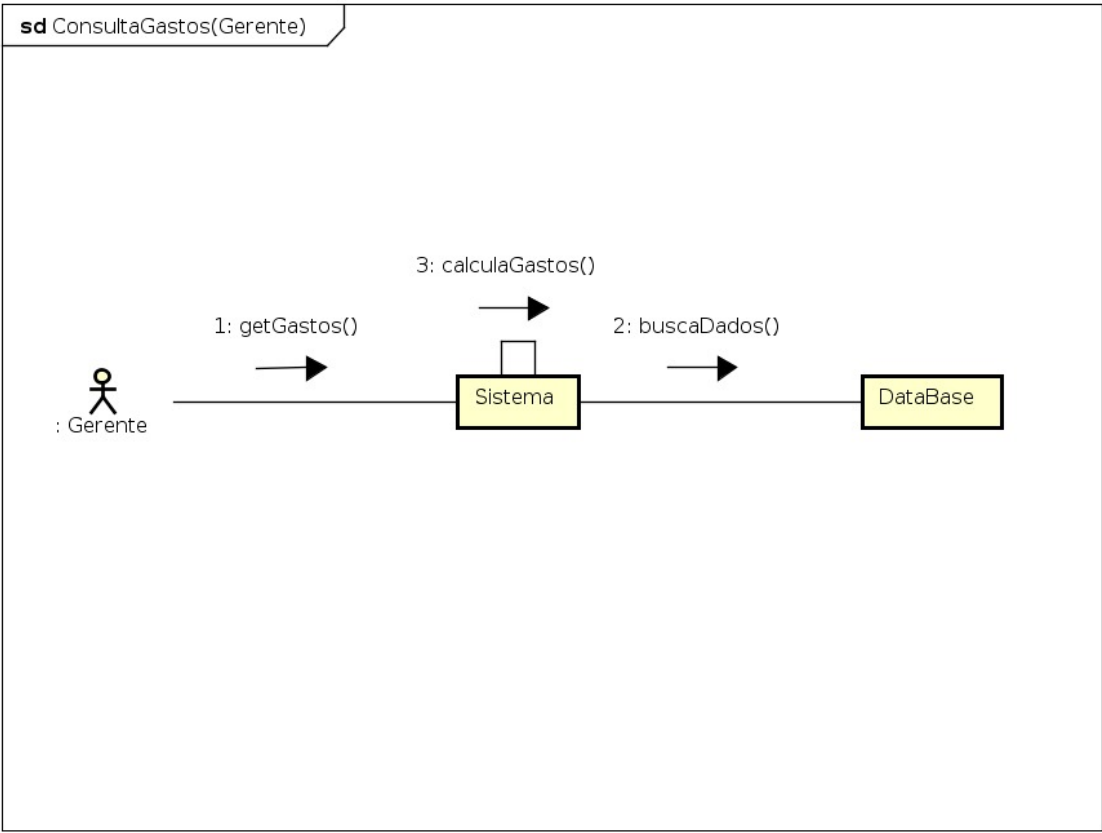 sd ConsultaGastos(Gerente)
3: calculaGastos()
1: getGastos()
2: buscaDados()
Sistema
DataBase
: Gerente